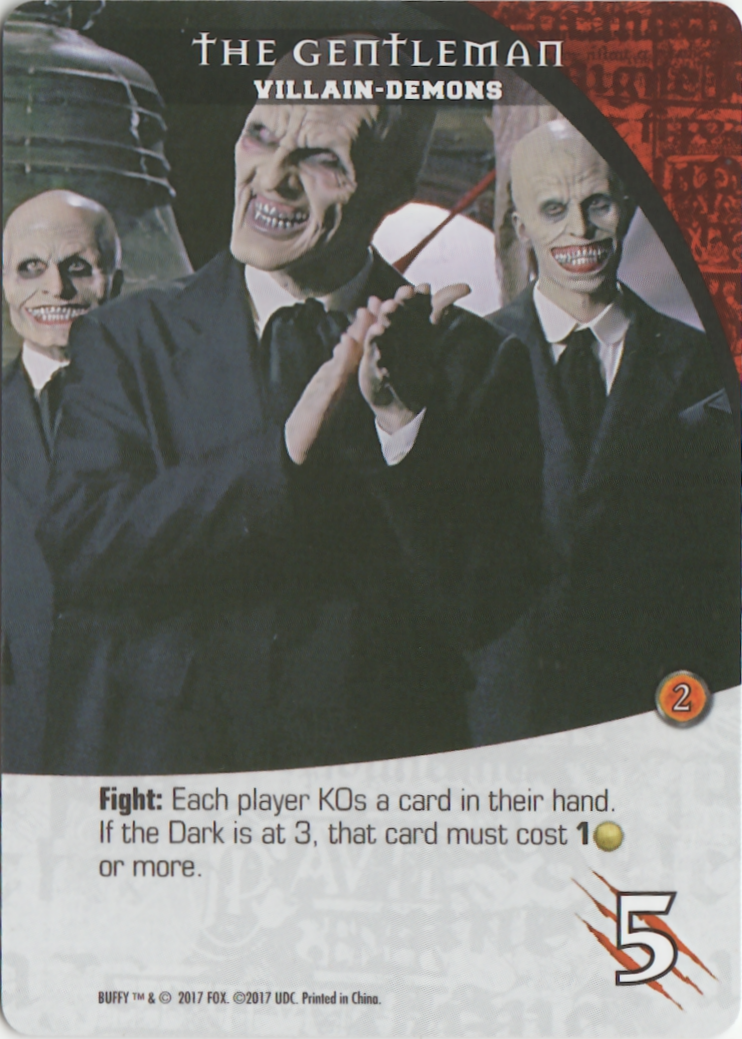 THE GENTLEMAN
VILLAIN-DEMONS
2
Fight: Each player KOs a card in their hand.
If the Dark is at 3, that card must cost 1
or more.
5
BUFFY ™ & © 2017 FOX. ©2017 UDC. Printed in China.